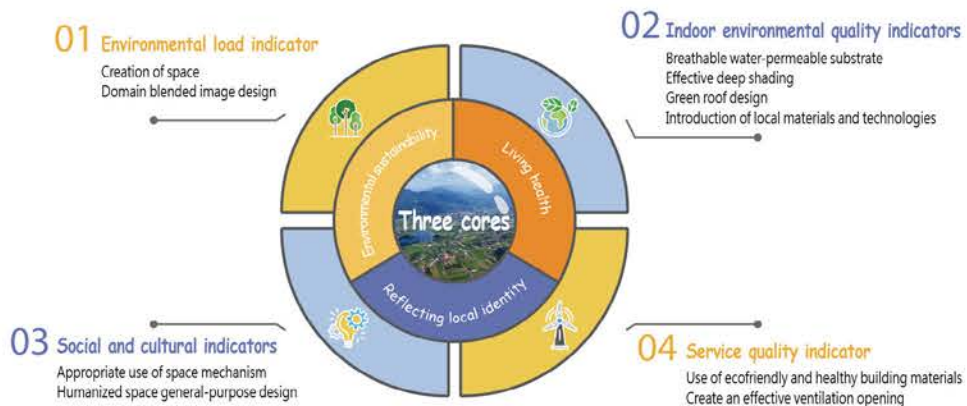 01 Environmental load indicator
Creation of space
Domain blended image design
02 Indoor environmental quality indicators
Breathable water-permeable substrate
Effective deep shading
Green roof design
Introduction of local materials and technologies
Environmental sustainability
Living health
Three cores
Reflecting local identity
03 Social and cultural indicators
Appropriate use of space mechanism
Humanized space general-purpose design
04 Service quality indicator
Use of ecofriendly and healthy building materials
Create an effective ventilation opening